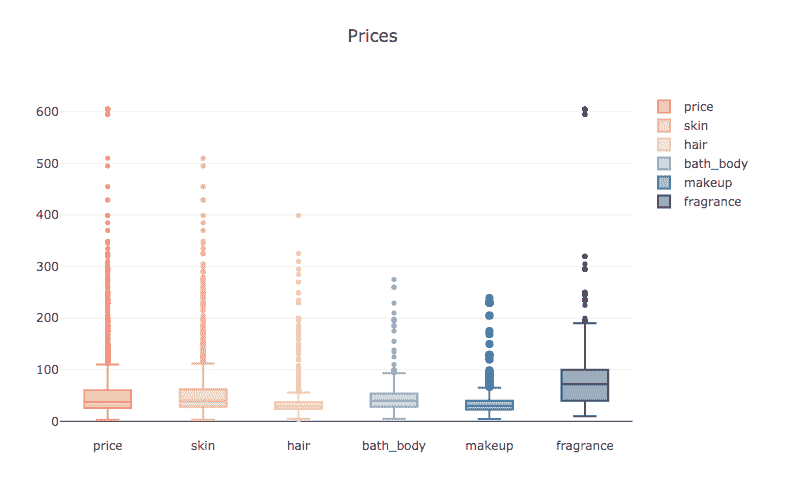 Prices
600
500
400
300
200
100
0
price skin hair bath_body makeup fragrance
price
skin
hair
bath_body
makeup
fragrance